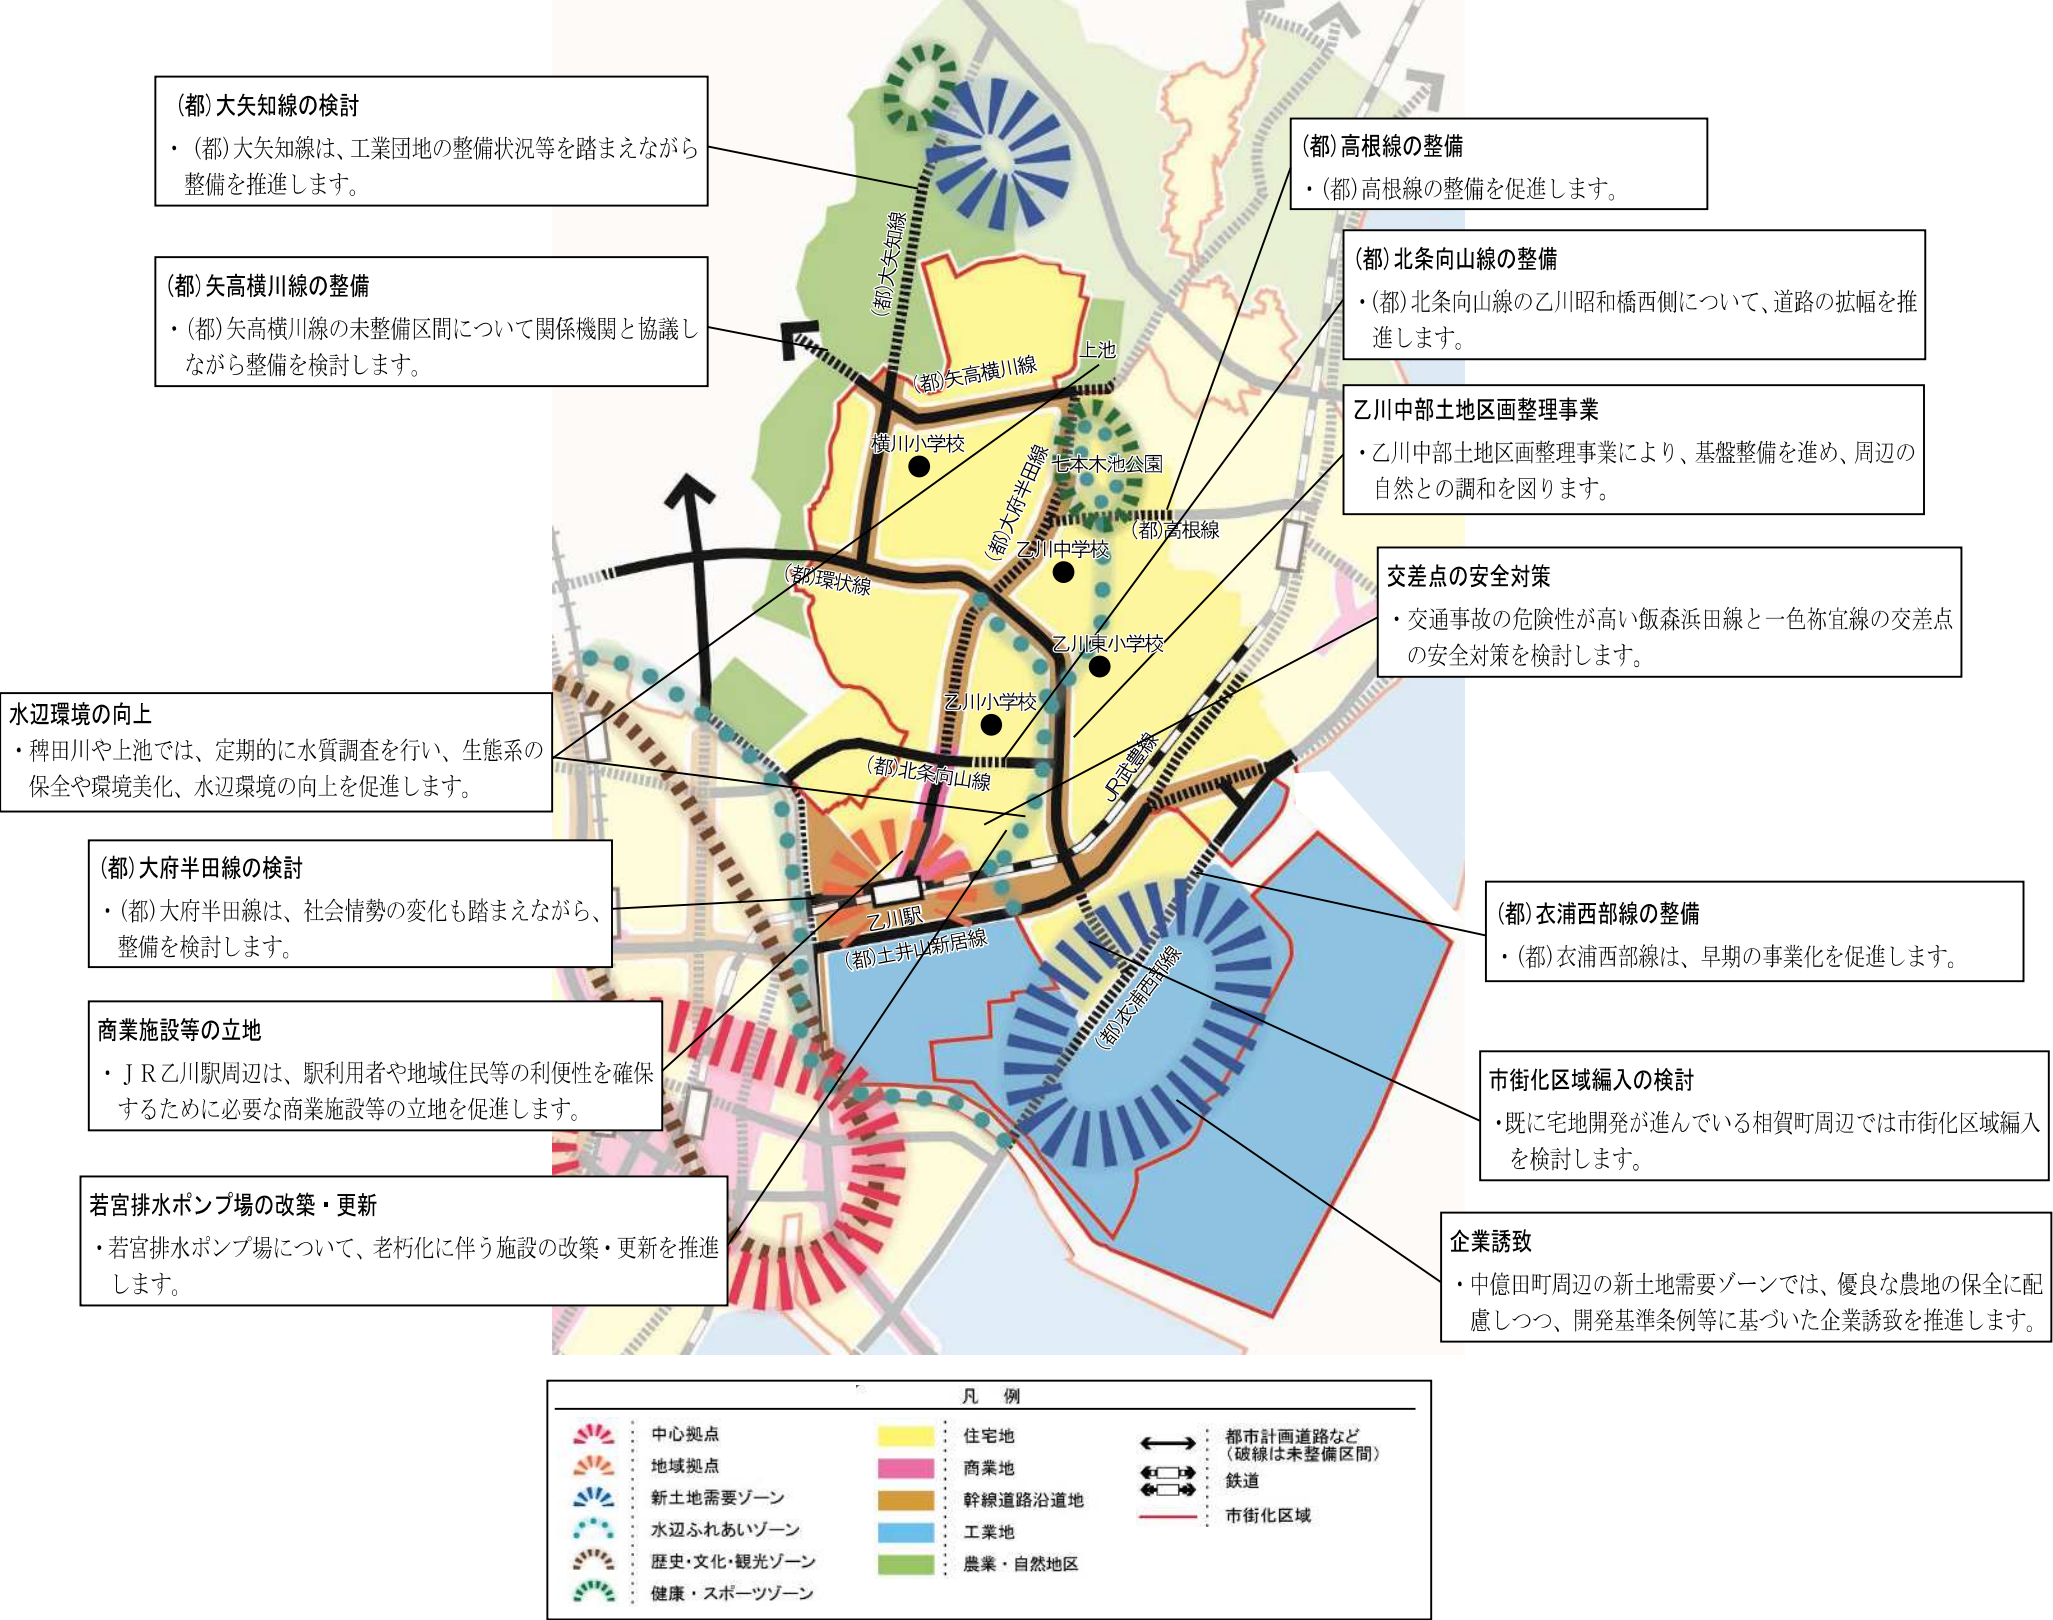 (都)大矢知線の検討
・(都)大矢知線は、工業団地の整備状況等を踏まえながら
整備を推進します。
(都)矢高横川線の整備
・(都)矢高横川線の未整備区間について関係機関と協議し
ながら整備を検討します。
水辺環境の向上
・稗田川や上池では、定期的に水質調査を行い、生態系の
保全や環境美化、水辺環境の向上を促進します。
(都)大府半田線の検討
・(都)大府半田線は、社会情勢の変化も踏まえながら、
整備を検討します。
商業施設等の立地
・ＪＲ乙川駅周辺は、駅利用者や地域住民等の利便性を確保
するために必要な商業施設等の立地を促進します。
若宮排水ポンプ場の改築・更新
・若宮排水ポンプ場について、老朽化に伴う施設の改築・更新を推進
します。
(都)大矢知線
(都)矢高横川線
上池
横川小学校
七本木池公園
(都)大府半田線
(都)高根線
乙川中学校
(都)環状線
乙川東小学校
乙川小学校
(都)北条向山線
JR武豊線
乙川駅
(都)土井山新居線
(都)衣浦西部線
(都)高根線の整備
・(都)高根線の整備を促進します。
(都)北条向山線の整備
・(都)北条向山線の乙川昭和橋西側について、道路の拡幅を推
進します。
乙川中部土地区画整理事業
・乙川中部土地区画整理事業により、基盤整備を進め、周辺の
自然との調和を図ります。
交差点の安全対策
・交通事故の危険性が高い飯森浜田線と一色祢宜線の交差点
の安全対策を検討します。
(都)衣浦西部線の整備
・(都)衣浦西部線は、早期の事業化を促進します。
市街化区域編入の検討
・既に宅地開発が進んでいる相賀町周辺では市街化区域編入
を検討します。
企業誘致
・中億田町周辺の新土地需要ゾーンでは、優良な農地の保全に配
慮しつつ、開発基準条例等に基づいた企業誘致を推進します。
凡　例
中心拠点
地域拠点
新土地需要ゾーン
水辺ふれあいゾーン
歴史･文化･観光ゾーン
健康・スポーツゾーン
住宅地
商業地
幹線道路沿道地
工業地
農業・自然地区
都市計画道路など
(破線は未整備区間)
鉄道
市街化区域